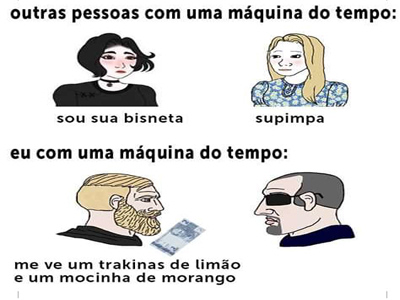 outras pessoas com uma máquina do tempo:
sou sua bisneta
supimpa
eu com uma máquina do tempo:
me ve um trakinas de limão
e um mocinha de morango